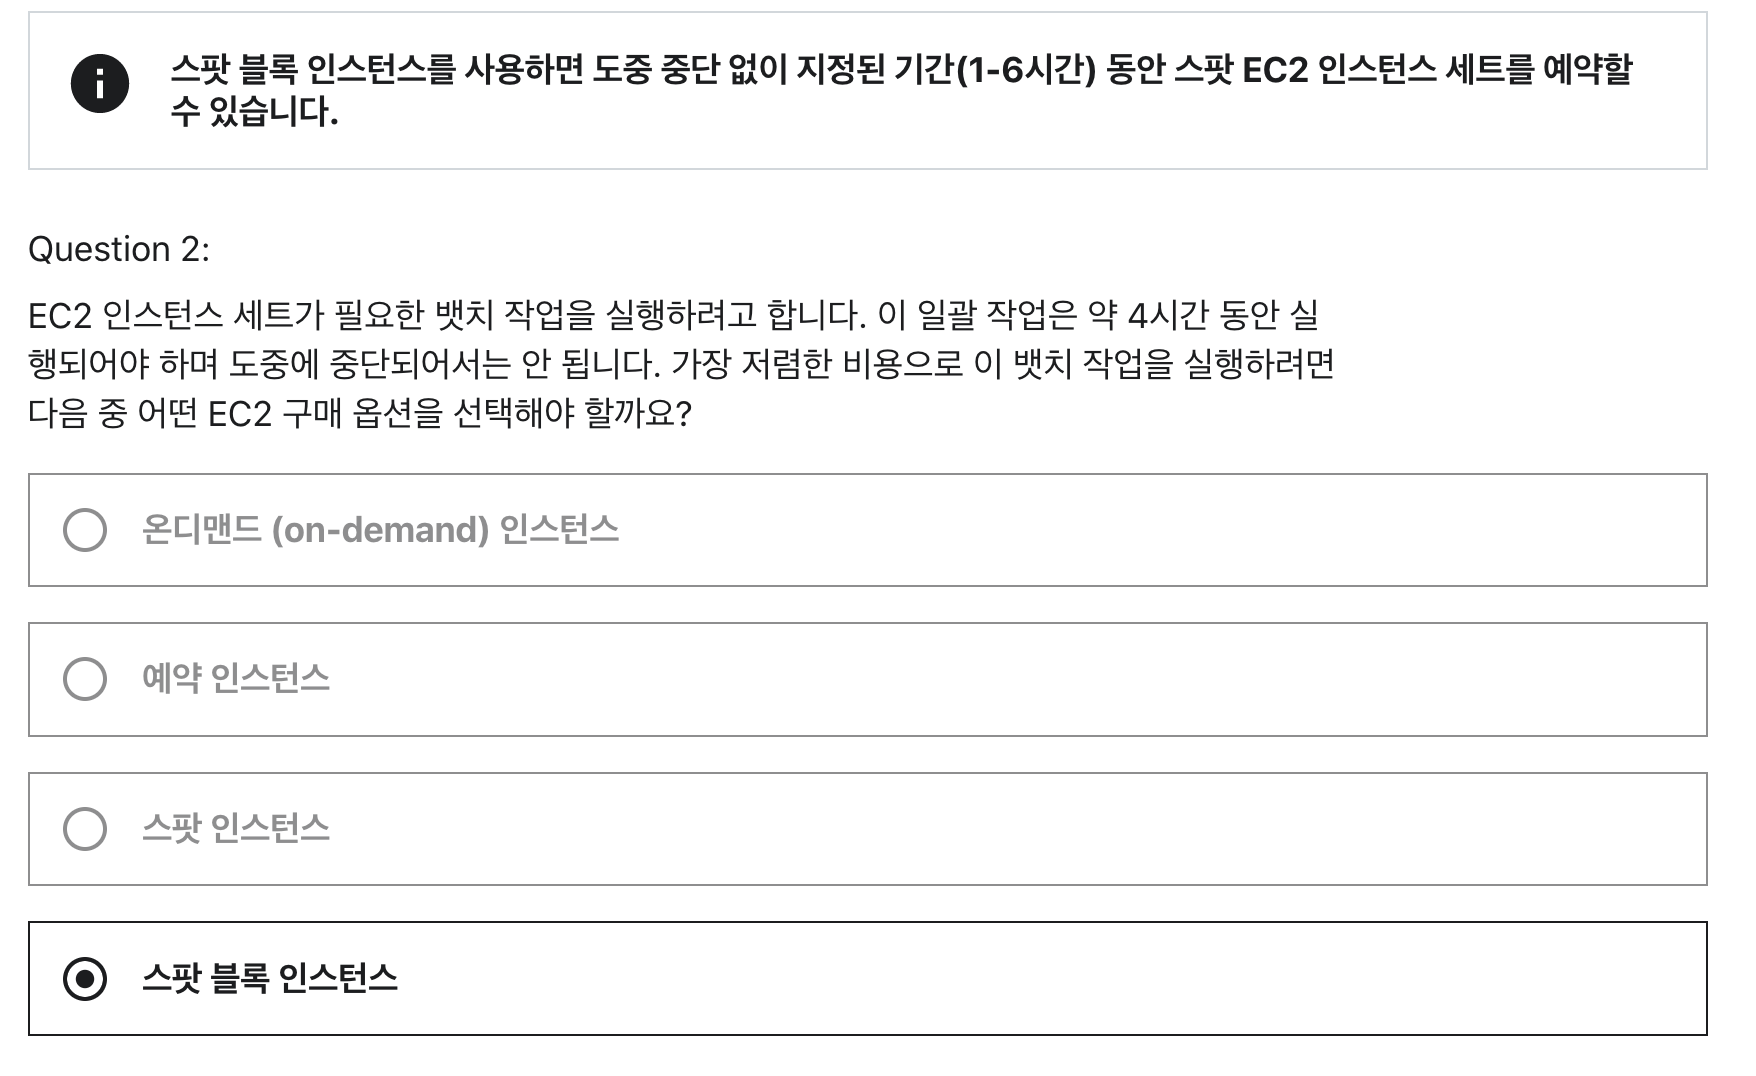 스팟 블록 인스턴스를 사용하면 도중 중단 없이 지정된 기간(1-6시간) 동안 스팟 EC2 인스턴스 세트를 예약할
수 있습니다.
Question 2:
EC2 인스턴스 세트가 필요한 뱃치 작업을 실행하려고 합니다. 이 일괄 작업은 약 4시간 동안 실
행되어야 하며 도중에 중단되어서는 안 됩니다. 가장 저렴한 비용으로 이 뱃치 작업을 실행하려면
다음 중 어떤 EC2 구매 옵션을 선택해야 할까요?
온디맨드 (on-demand) 인스턴스
예약 인스턴스
스팟 인스턴스
스팟 블록 인스턴스